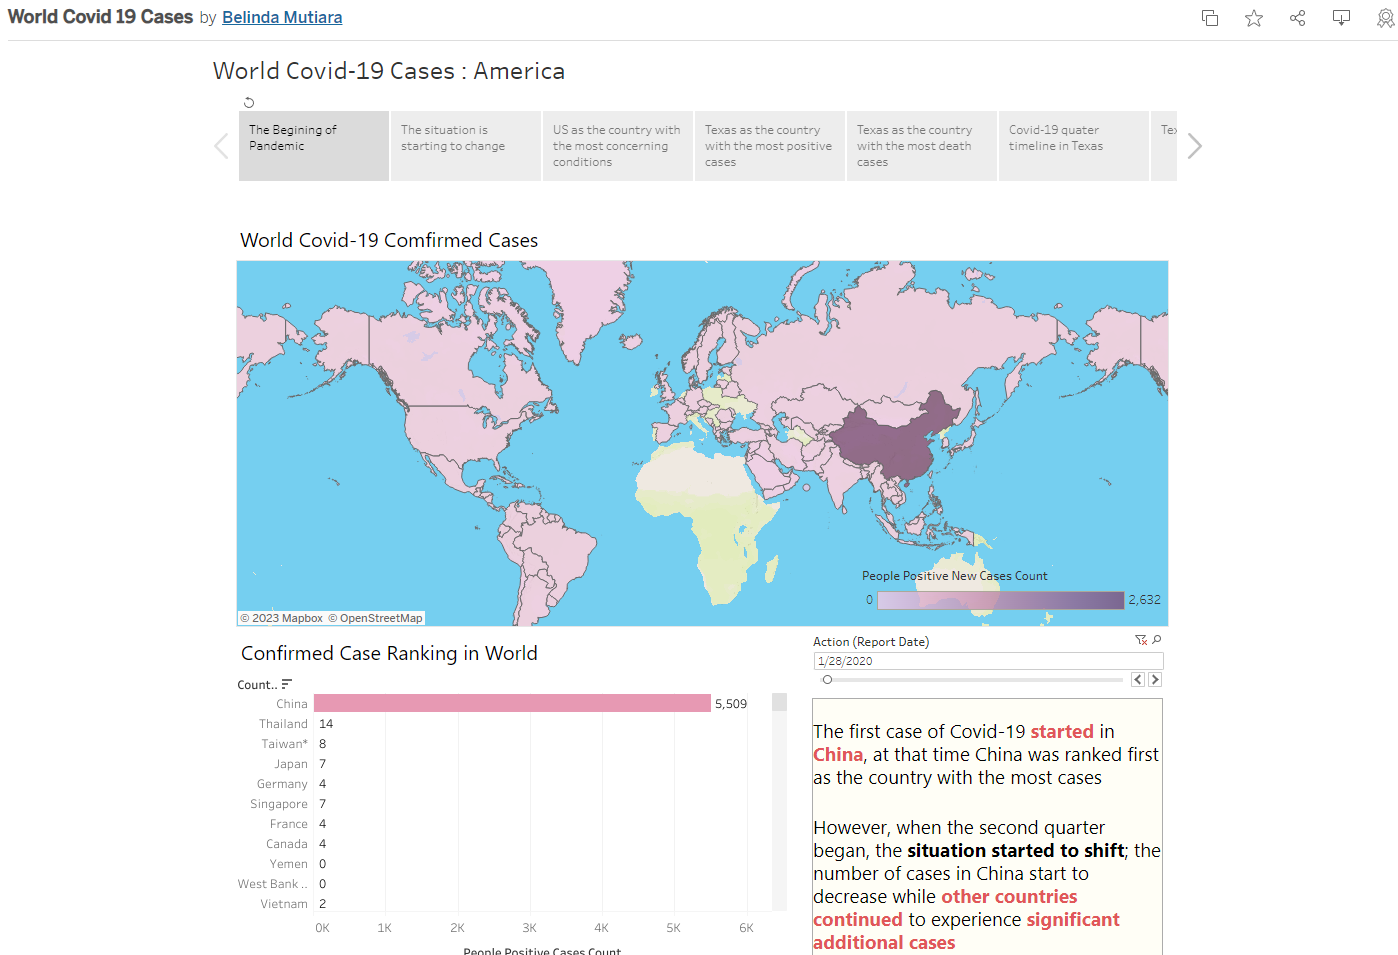 World Covid 19 Cases by Belinda Mutiara
World Covid-19 Cases : America
The Begining of
Pandemic
The situation is
starting to change
US as the country with
the most concerning
conditions
Texas as the country
with the most positive
cases
Texas as the country
with the most death
cases
Covid-19 quater
timeline in Texas
World Covid-19 Comfirmed Cases
People Positive New Cases Count
0 2,632
© 2023 Mapbox © OpenStreetMap
Confirmed Case Ranking in World
Count..
China 5,509
Thailand 14
Taiwan* 8
Japan 7
Germany 4
Singapore 7
France 4
Canada 4
Yemen 0
West Bank .. 0
Vietnam 2
0K 1K 2K 3K 4K 5K 6K
People Positive Cases Count
Action (Report Date)
1/28/2020
The first case of Covid-19 started in
China, at that time China was ranked first
as the country with the most cases
However, when the second quarter
began, the situation started to shift; the
number of cases in China start to
decrease while other countries
continued to experience significant
additional cases